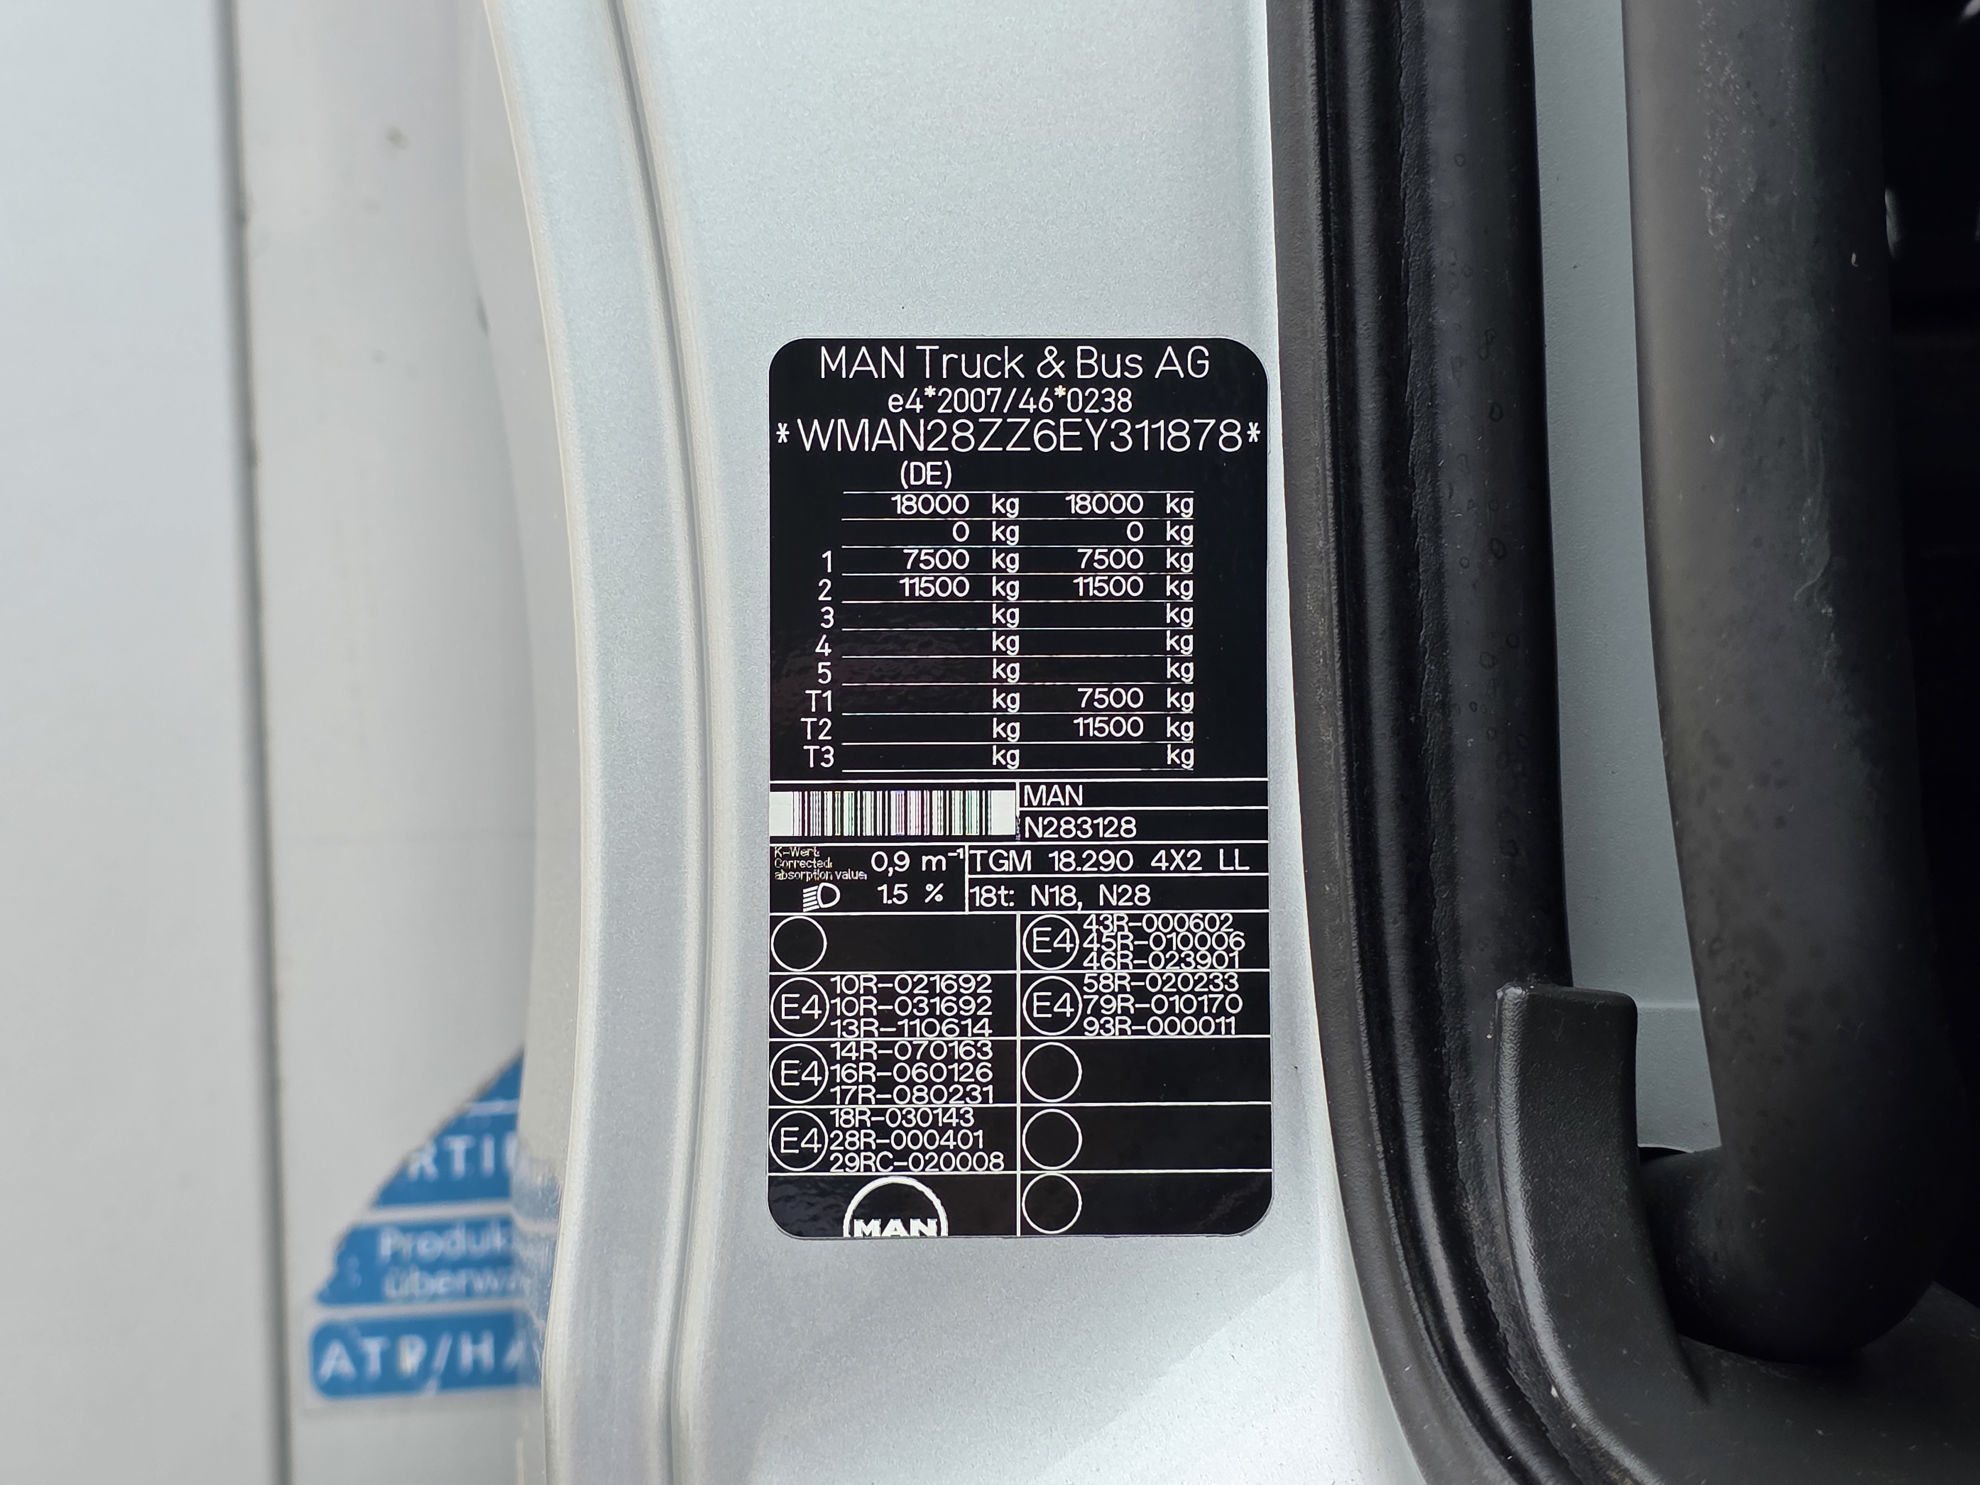 MAN Truck & Bus AG
e4*2007/46*0238
*WMAN28ZZ6EY311878*
(DE)
18000 kg 18000 kg
0 kg 0 kg
1 7500 kg 7500 kg
2 11500 kg 11500 kg
3 kg kg
4 kg kg
5 kg kg
T1 kg 7500 kg
T2 kg 11500 kg
T3 kg kg
MAN
N283128
K-Wert:
Corrected
absorption value:
0,9 m⁻¹
TGM 18.290 4X2 LL
1.5 %
18t: N18, N28
E4
43R-000602
45R-010006
46R-023901
E4
10R-021692
10R-031692
13R-110614
E4
58R-020233
79R-010170
93R-000011
E4
14R-070163
16R-060126
17R-080231
E4
18R-030143
28R-000401
29RC-020008
MAN
RTI
Produk
überw
ATP/HA